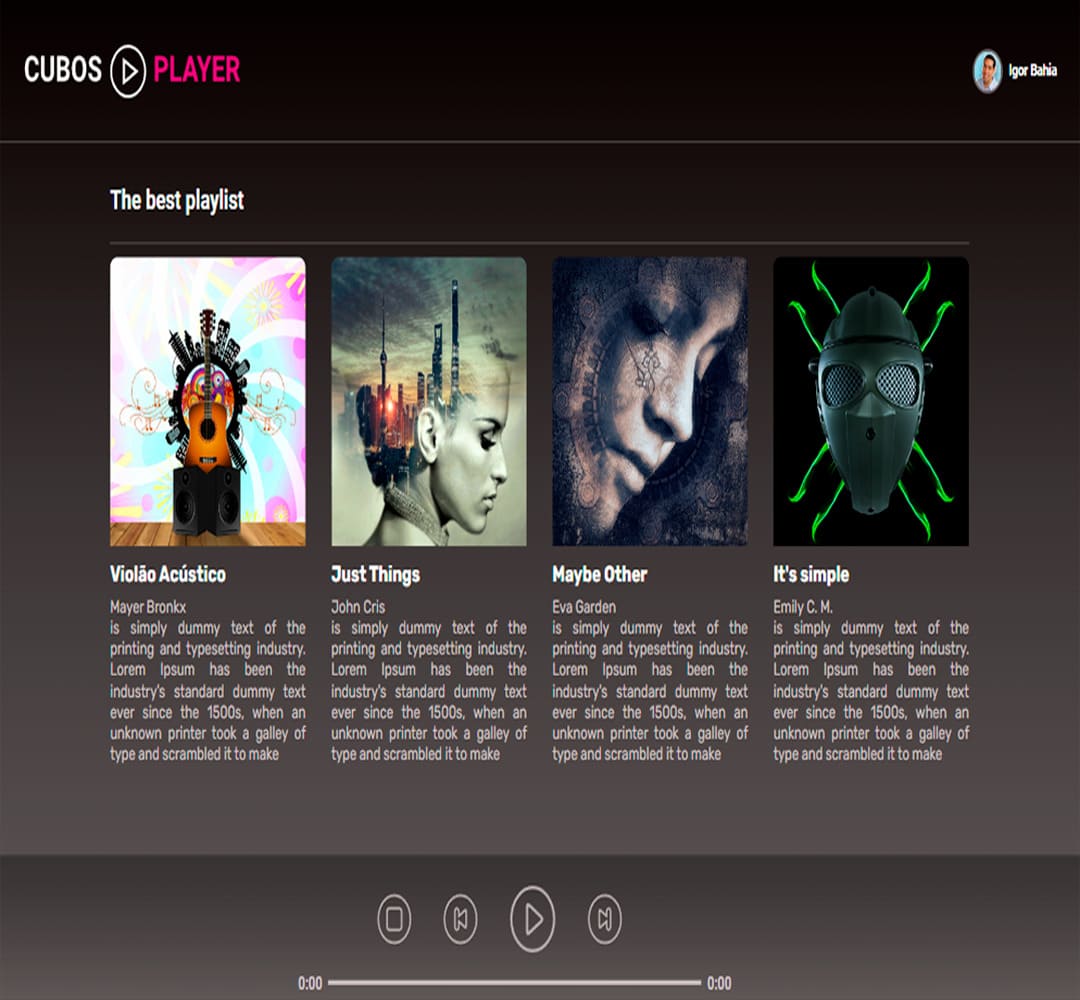 CUBOS PLAYER
Igor Bahia
The best playlist
Violão Acústico
Mayer Bronkx
is simply dummy text of the
printing and typesetting industry.
Lorem Ipsum has been the
industry's standard dummy text
ever since the 1500s, when an
unknown printer took a galley of
type and scrambled it to make
Just Things
John Cris
is simply dummy text of the
printing and typesetting industry.
Lorem Ipsum has been the
industry's standard dummy text
ever since the 1500s, when an
unknown printer took a galley of
type and scrambled it to make
Maybe Other
Eva Garden
is simply dummy text of the
printing and typesetting industry.
Lorem Ipsum has been the
industry's standard dummy text
ever since the 1500s, when an
unknown printer took a galley of
type and scrambled it to make
It's simple
Emily C. M.
is simply dummy text of the
printing and typesetting industry.
Lorem Ipsum has been the
industry's standard dummy text
ever since the 1500s, when an
unknown printer took a galley of
type and scrambled it to make
0:00 0:00